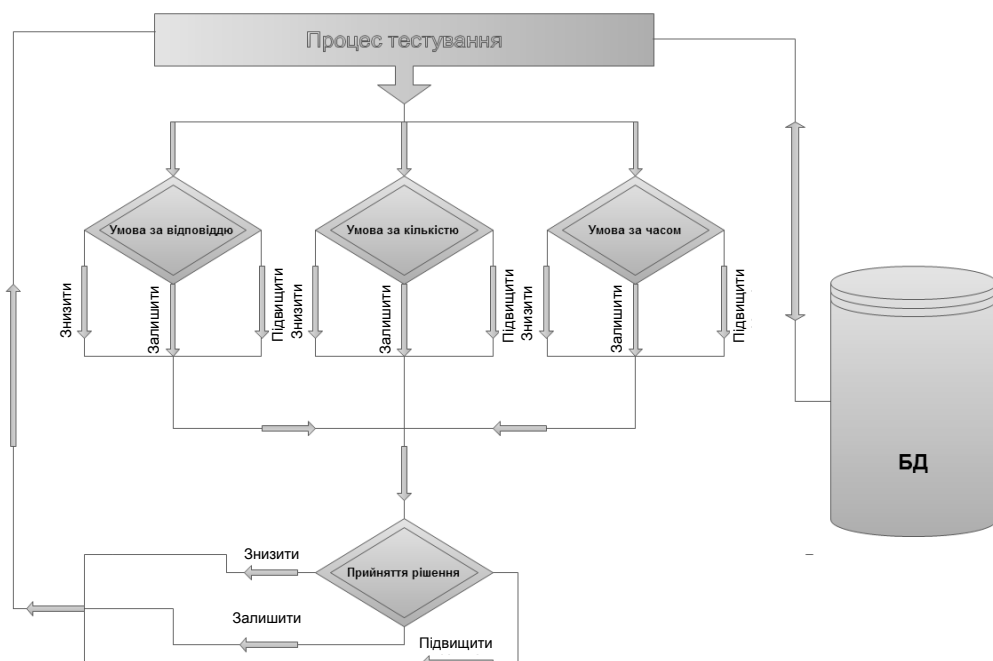 Процес тестування
Умова за відповіддю
Умова за кількістю
Умова за часом
Знизити
Залишити
Підвищити
Знизити
Залишити
Підвищити
Знизити
Залишити
Підвищити
БД
Знизити
Прийняття рішення
Залишити
Підвищити